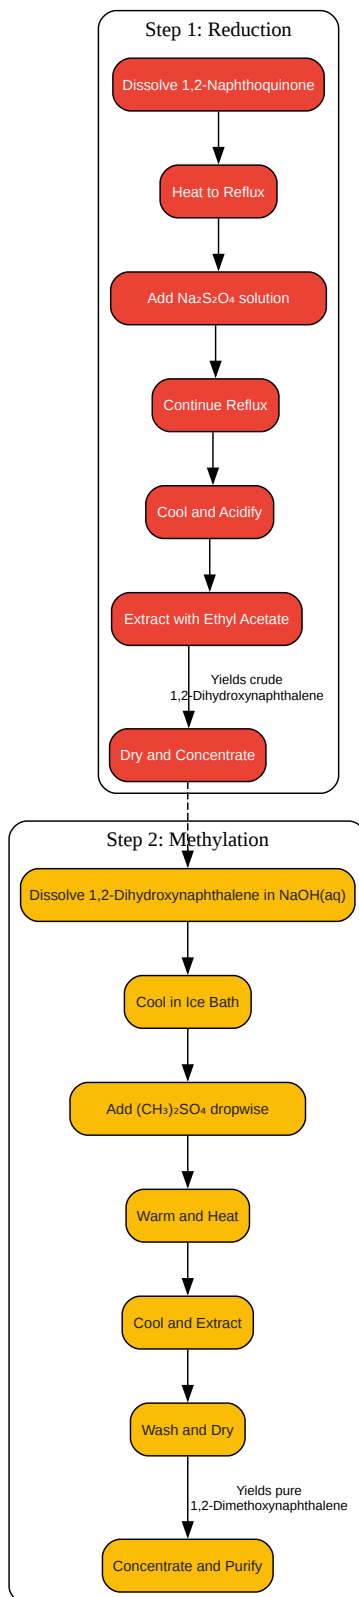 Step 1: Reduction
Dissolve 1,2-Naphthoquinone
Heat to Reflux
Add Na₂S₂O₄ solution
Continue Reflux
Cool and Acidify
Extract with Ethyl Acetate
Yields crude
1,2-Dihydroxynaphthalene
Dry and Concentrate
Step 2: Methylation
Dissolve 1,2-Dihydroxynaphthalene in NaOH(aq)
Cool in Ice Bath
Add (CH₃)₂SO₄ dropwise
Warm and Heat
Cool and Extract
Wash and Dry
Yields pure
1,2-Dimethoxynaphthalene
Concentrate and Purify